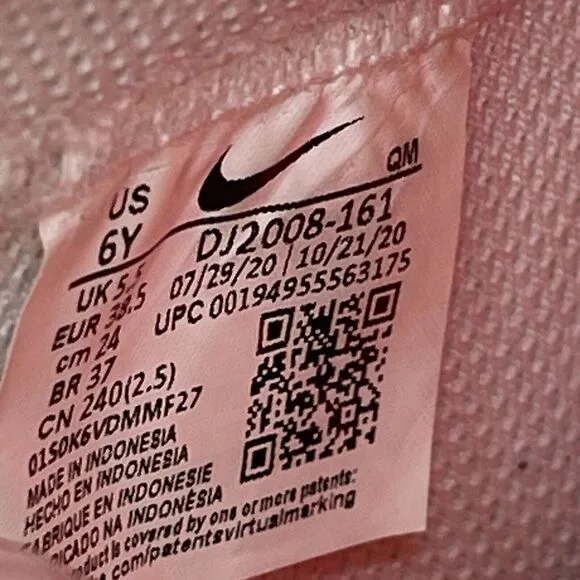 QM
US
6Y
DJ2008-161
07/29/20 | 10/21/20
UPC 00194955563175
UK 5.5
EUR 38.5
cm 24
BR 37
CN 240(2.5)
01S0K6VDMMF27
MADE IN INDONESIA
HECHO EN INDONESIA
FABRIQUE EN INDONESIE
RICADO NA INDONÉSIA
product is covered by one or more patents:
.com/patentsvirtualmarking